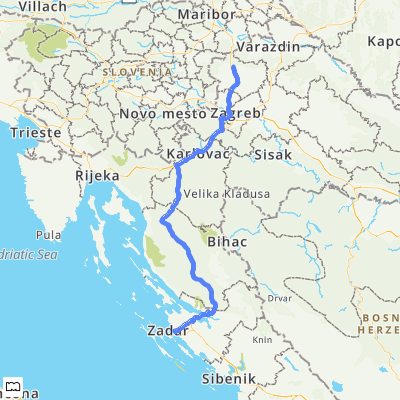 Villach
Maribor
Varazdin
Kapo
SLOVENIA
Novo mesto
Zagreb
Trieste
Karlovac
Sisak
Rijeka
Velika Kladusa
Pula
Bihac
driatic Sea
Drvar
BOSN
HERZE
Zadar
Knin
Sibenik
ona